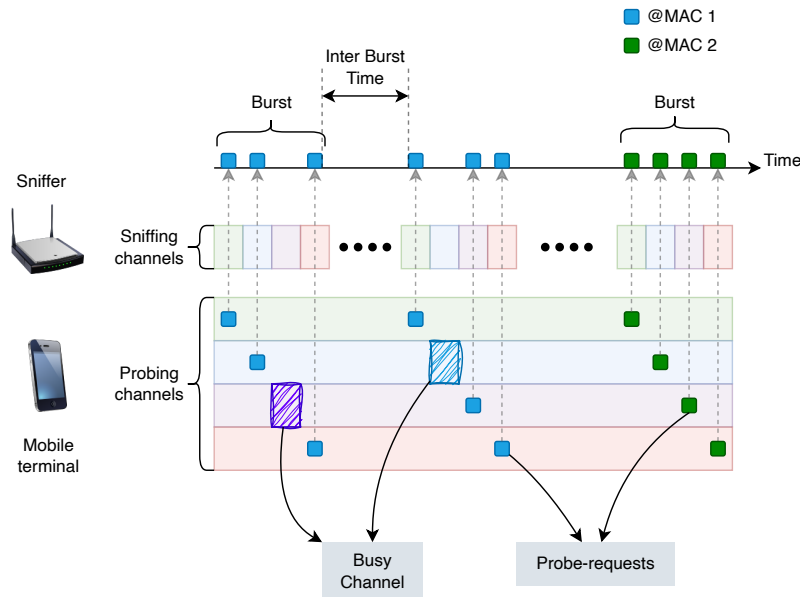 @MAC 1
@MAC 2
Inter Burst
Time
Burst
Burst
Time
Sniffer
Sniffing
channels
Probing
channels
Mobile
terminal
Busy
Channel
Probe-requests